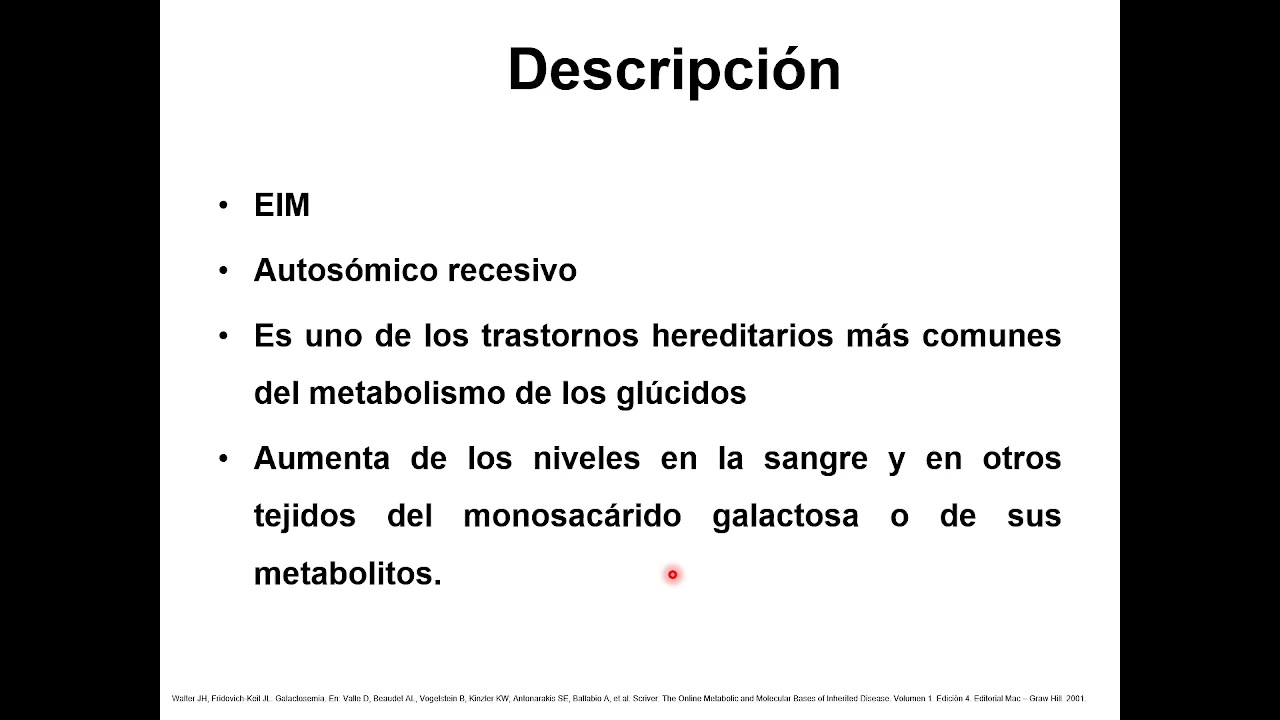 Descripción
• EIM
• Autosómico recesivo
• Es uno de los trastornos hereditarios más comunes
del metabolismo de los glúcidos
• Aumenta de los niveles en la sangre y en otros
tejidos del monosacárido galactosa o de sus
metabolitos.
Walter JH, Fridovich-Keil JL. Galactosemia. En: Valle D, Beaudet AL, Vogelstein B, Kinzler KW, Antonarakis SE, Ballabio A, et al. Scriver. The Online Metabolic and Molecular Bases of Inherited Disease. Volumen 1. Edición 4. Editorial Mac – Graw Hill. 2001.